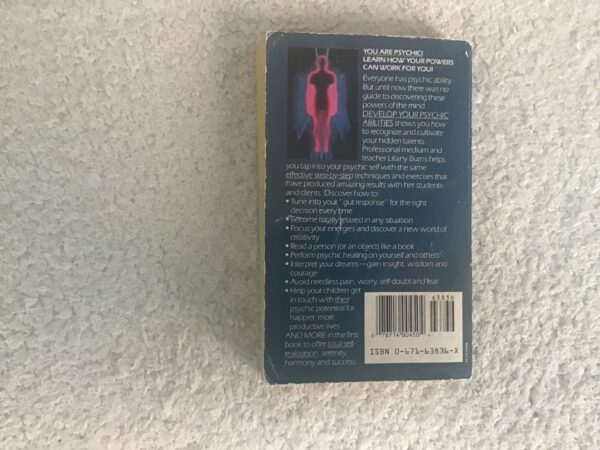 YOU ARE PSYCHIC!
LEARN HOW YOUR POWERS
CAN WORK FOR YOU!
Everyone has psychic ability.
But until now there was no
guide to discovering these
powers of the mind.
DEVELOP YOUR PSYCHIC
ABILITIES shows you how
to recognize and cultivate
your hidden talents.
Professional medium and
teacher Litany Burns helps
you tap into your psychic self with the same
effective step-by-step techniques and exercises that
have produced amazing results with her students
and clients. Discover how to:
• Tune into your "gut response" for the right
decision every time
• Become totally relaxed in any situation
• Focus your energies and discover a new world of
creativity
• Read a person (or an object) like a book
• Perform psychic healing on yourself and others
• Interpret your dreams—gain insight, wisdom and
courage
• Avoid needless pain, worry, self-doubt and fear
• Help your children get
in touch with their
psychic potential for
happier, more
productive lives
AND MORE in the first
book to offer total self-
realization, serenity
harmony and success.
63836
76714 00450
ISBN 0-671-63836-X